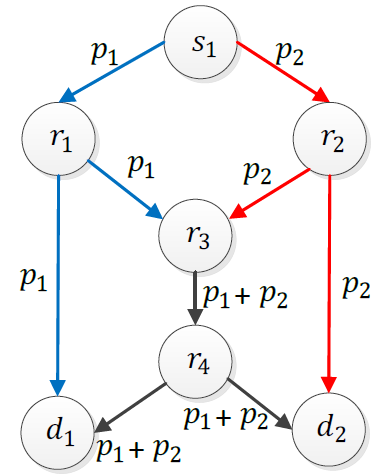 s₁
p₁ p₂
r₁ r₂
p₁ p₂
r₃
p₁ p₂
p₁ + p₂
r₄
p₁ + p₂
d₁ d₂
p₁ + p₂